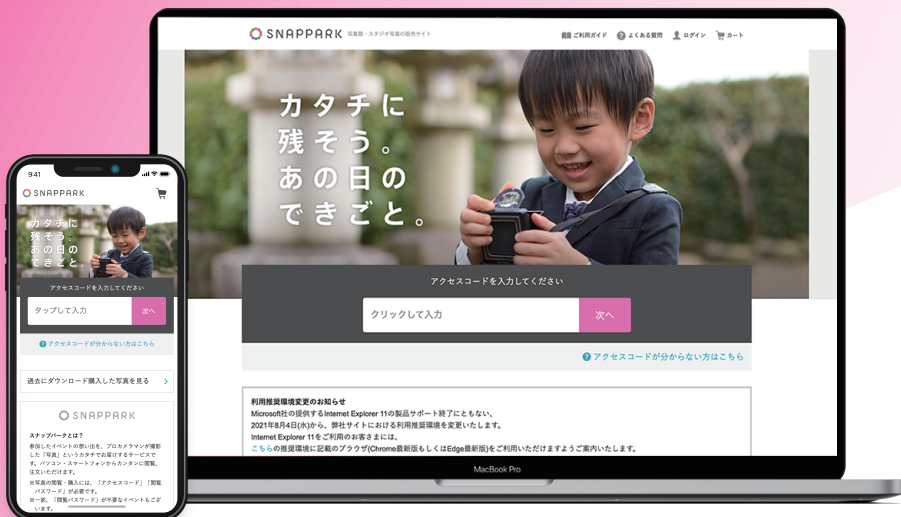 SNAPPARK 写真館・スタジオ写真の販売サイト
ご利用ガイド
よくある質問
ログイン
カート
カタチに
残そう。
あの日の
できごと。
アクセスコードを入力してください
クリックして入力
次へ
アクセスコードが分からない方はこちら
利用推奨環境変更のお知らせ
Microsoft社の提供するInternet Explorer 11の製品サポート終了にともない、
2021年8月4日(水)から、弊社サイトにおける利用推奨環境を変更いたします。
Internet Explorer 11をご利用のお客さまには、
こちらの推奨環境に記載のブラウザ(Chrome最新版もしくはEdge最新版)をご利用いただけますようご案内いたします。
MacBook Pro
9:41
SNAPPARK
カタチに
残そう。
あの日の
できごと。
アクセスコードを入力してください
タップして入力
次へ
アクセスコードが分からない方はこちら
過去にダウンロード購入した写真を見る
SNAPPARK
スナップパークとは?
参加したイベントの思い出を、プロカメラマンが撮影
した「写真」というカタチでお届けするサービスで
す。パソコン・スマートフォンからカンタンに閲覧、
注文いただけます。
※写真の閲覧・購入には、「アクセスコード」「閲覧
パスワード」が必要です。
※一部、「閲覧パスワード」が不要なイベントもござ
います。